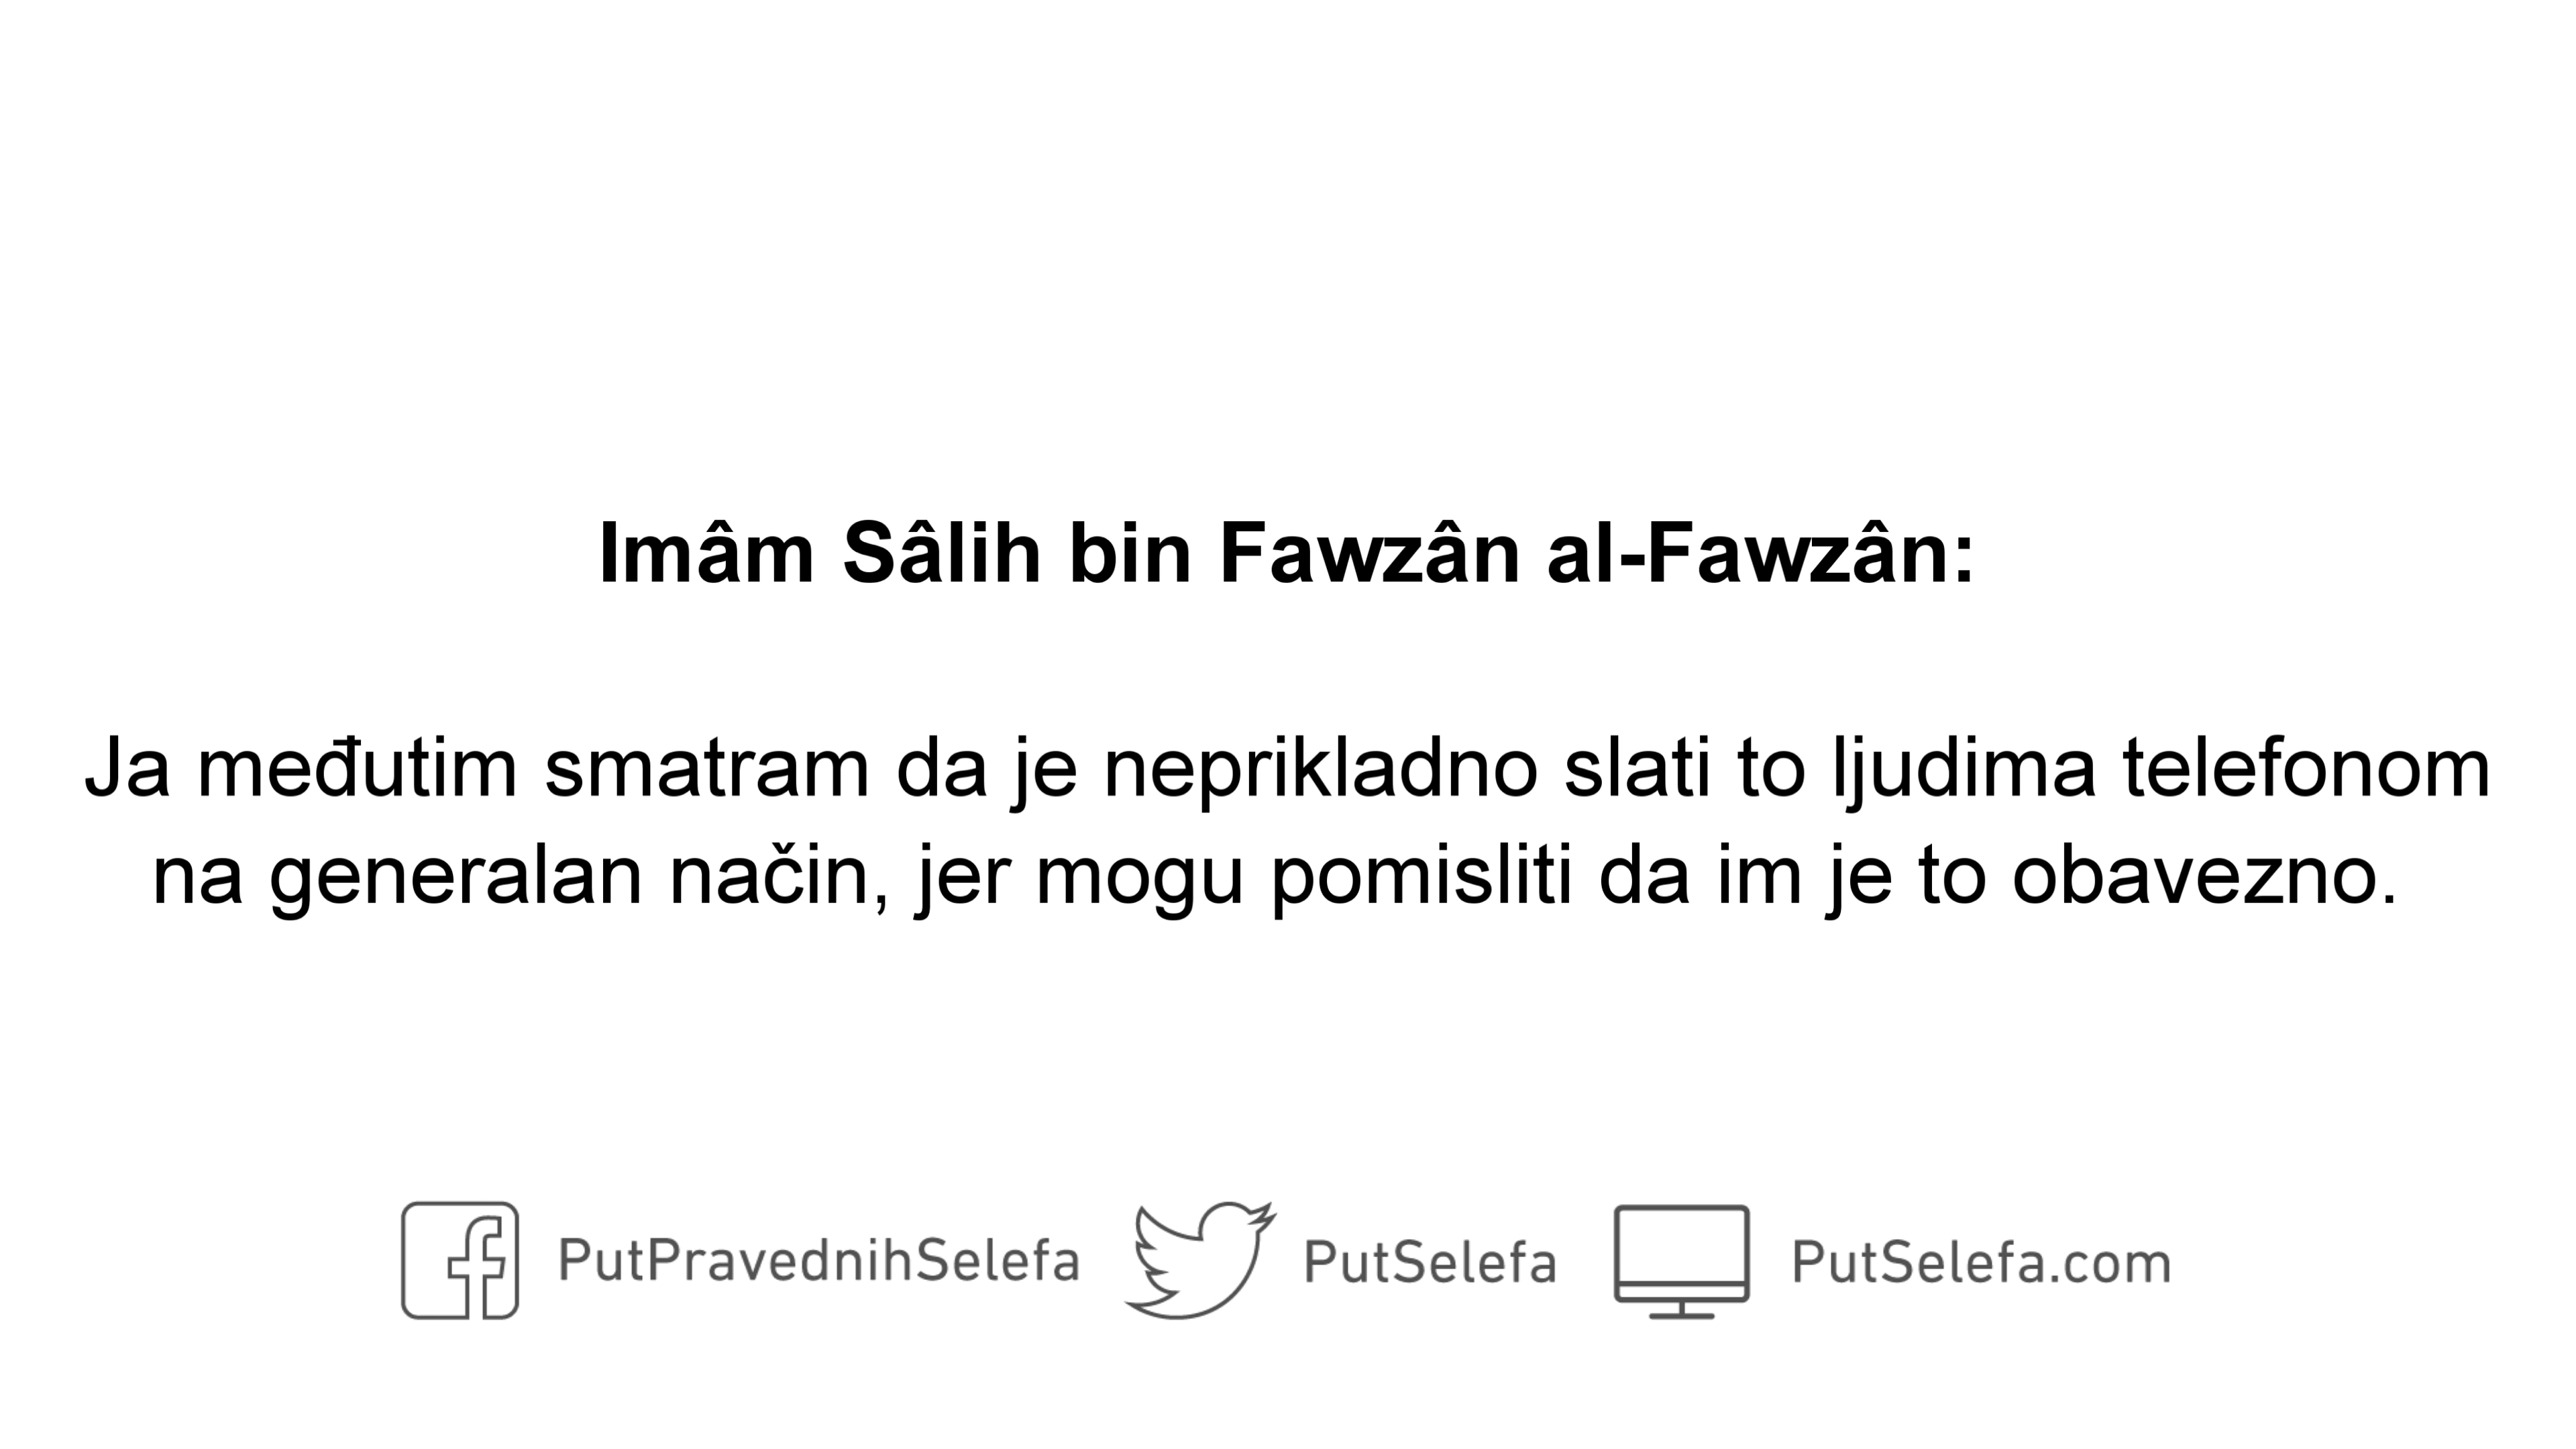 Imâm Sâlih bin Fawzân al-Fawzân:
Ja međutim smatram da je neprikladno slati to ljudima telefonom
na generalan način, jer mogu pomisliti da im je to obavezno.
PutPravednihSelefa PutSelefa PutSelefa.com